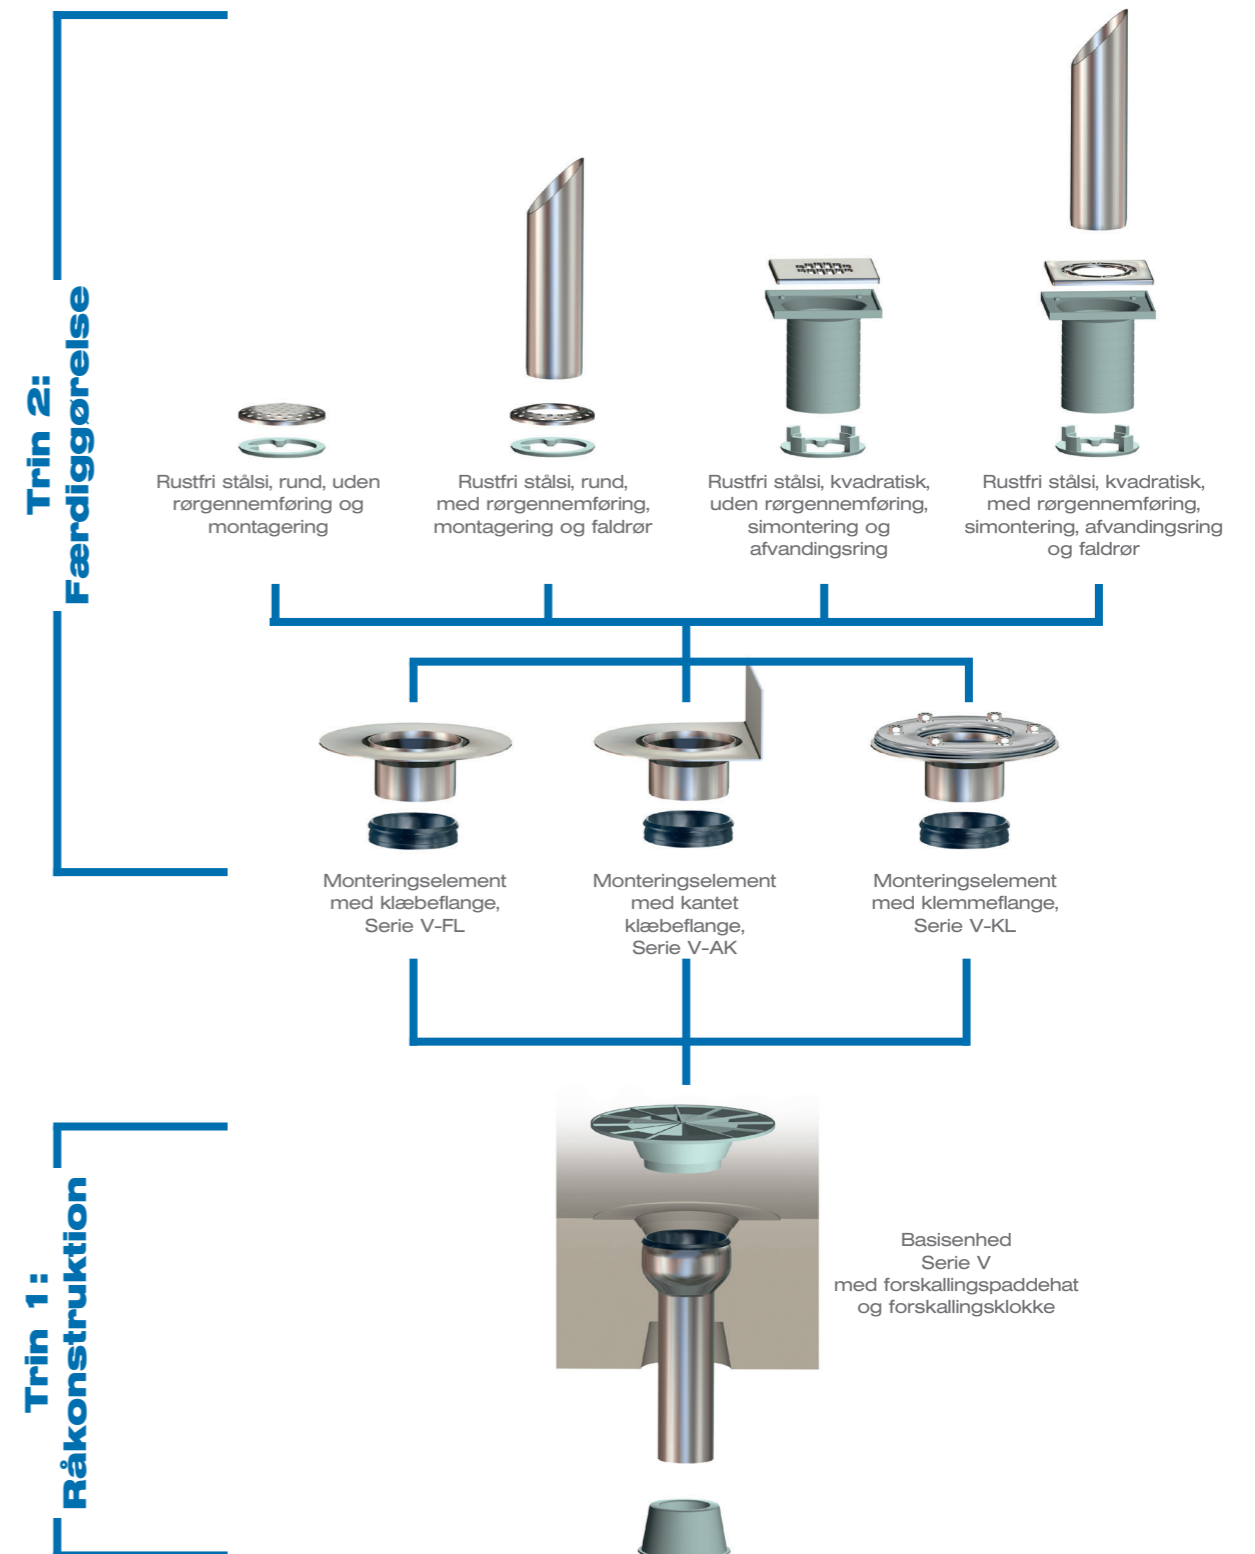 Trin 2:
Færdiggørelse
Rustfri stålsi, rund, uden
rørgennemføring og
montagering
Rustfri stålsi, rund,
med rørgennemføring,
montagering og faldrør
Rustfri stålsi, kvadratisk,
uden rørgennemføring,
simontering og
afvandingsring
Rustfri stålsi, kvadratisk,
med rørgennemføring,
simontering, afvandingsring
og faldrør
Monteringselement
med klæbeflange,
Serie V-FL
Monteringselement
med kantet
klæbeflange,
Serie V-AK
Monteringselement
med klemmeflange,
Serie V-KL
Trin 1:
Råkonstruktion
Basisenhed
Serie V
med forskallingspaddehat
og forskallingsklokke